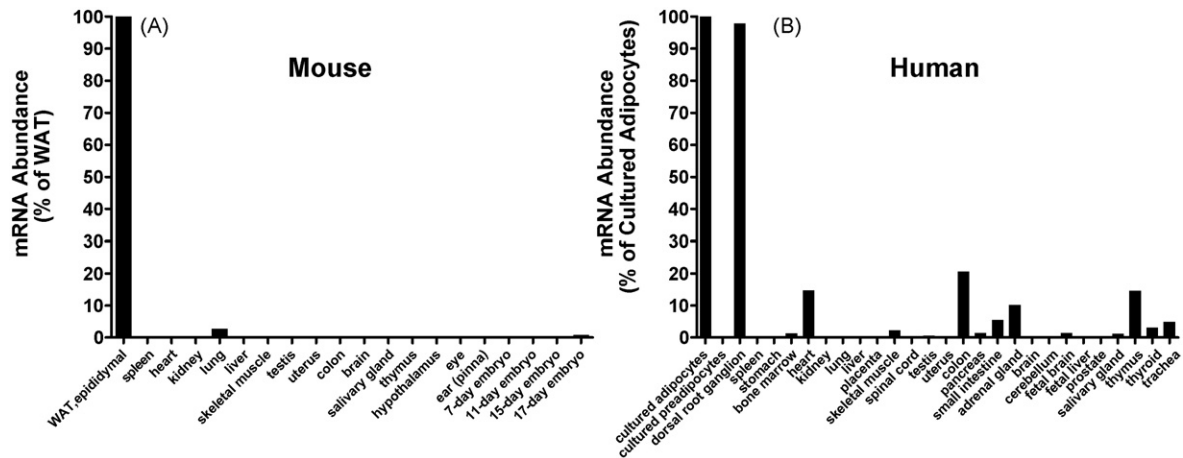 (A)
Mouse
mRNA Abundance
(% of WAT)
100
90
80
70
60
50
40
30
20
10
0
WAT,epididymal
spleen
heart
kidney
lung
liver
skeletal muscle
testis
uterus
colon
brain
salivary gland
thymus
hypothalamus
eye
ear (pinna)
7-day embryo
11-day embryo
15-day embryo
17-day embryo
(B)
Human
mRNA Abundance
(% of Cultured Adipocytes)
100
90
80
70
60
50
40
30
20
10
0
cultured adipocytes
cultured preadipocytes
dorsal root ganglion
spleen
stomach
bone marrow
heart
kidney
lung
liver
placenta
skeletal muscle
spinal cord
testis
uterus
colon
pancreas
small intestine
adrenal gland
brain
cerebellum
fetal brain
fetal liver
prostate
salivary gland
thymus
thyroid
trachea